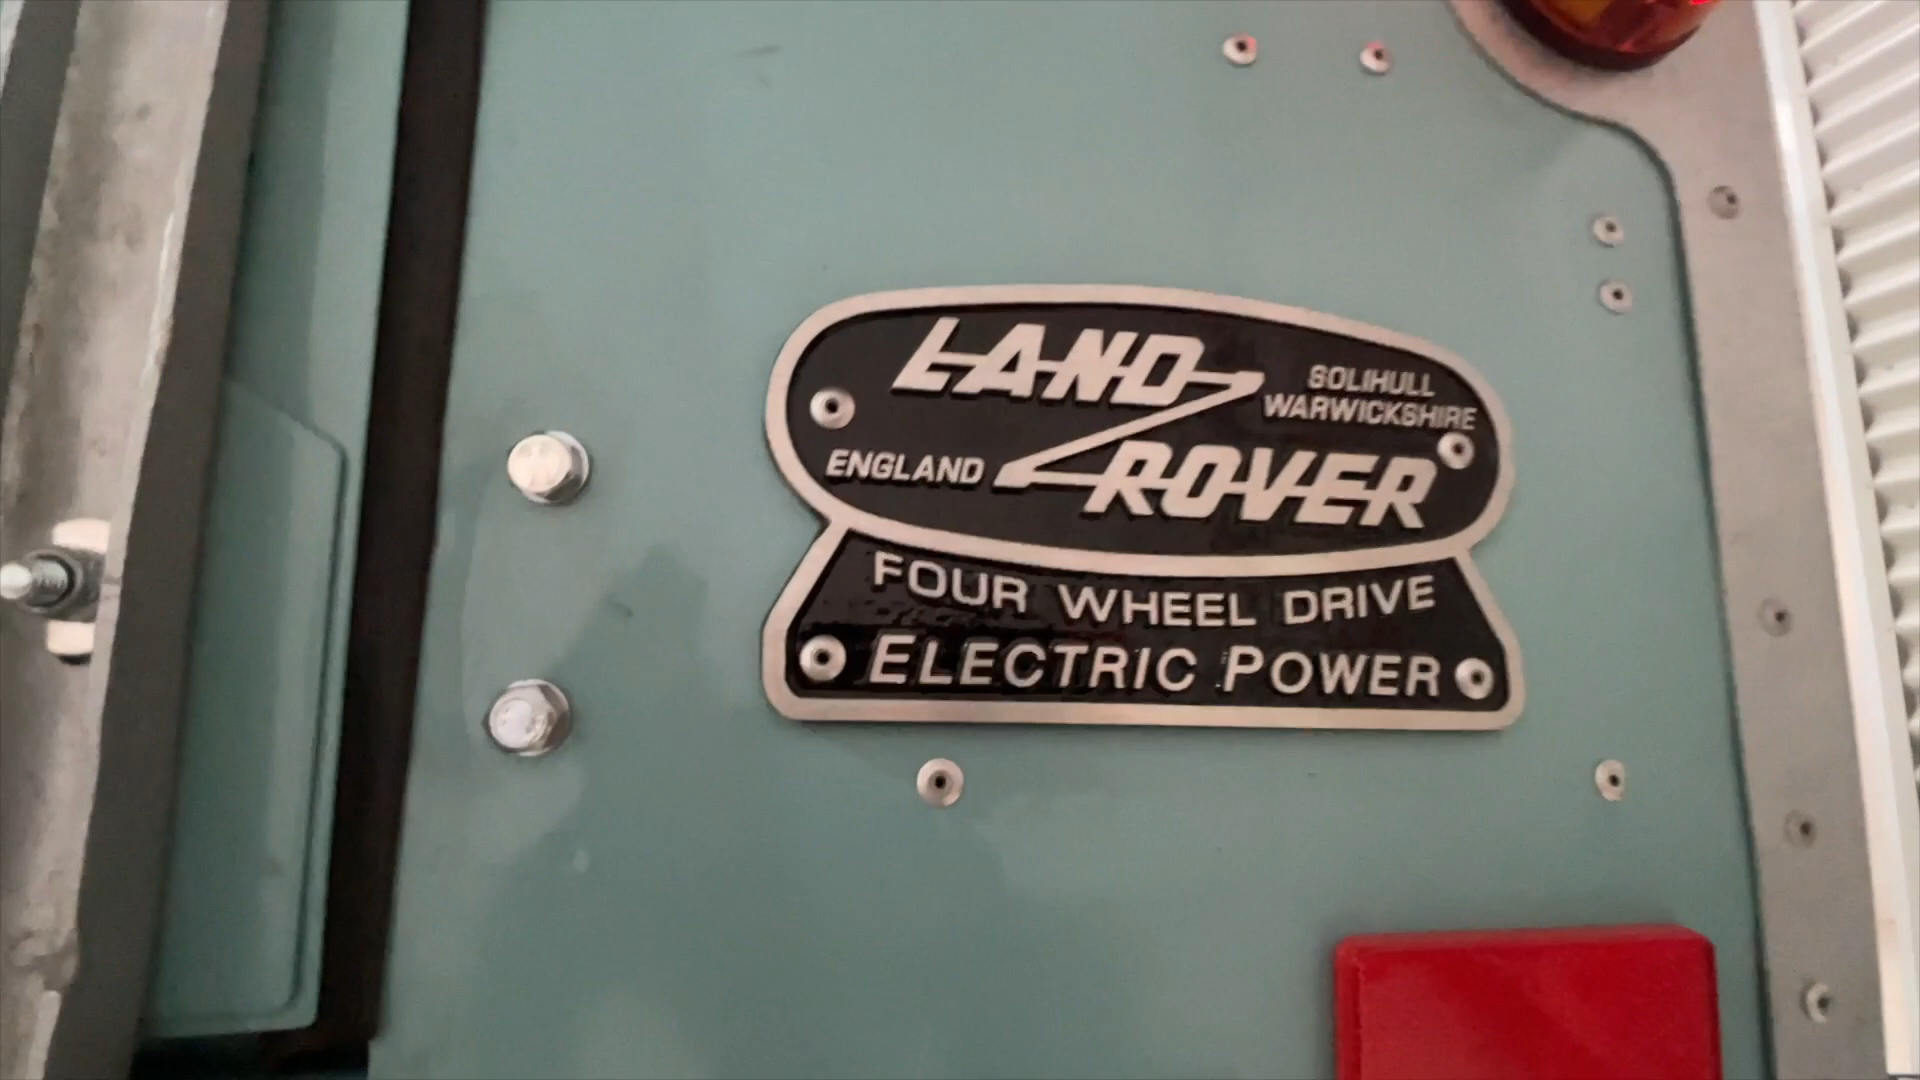 LAND
SOLIHULL
WARWICKSHIRE
ENGLAND
ROVER
FOUR WHEEL DRIVE
ELECTRIC POWER